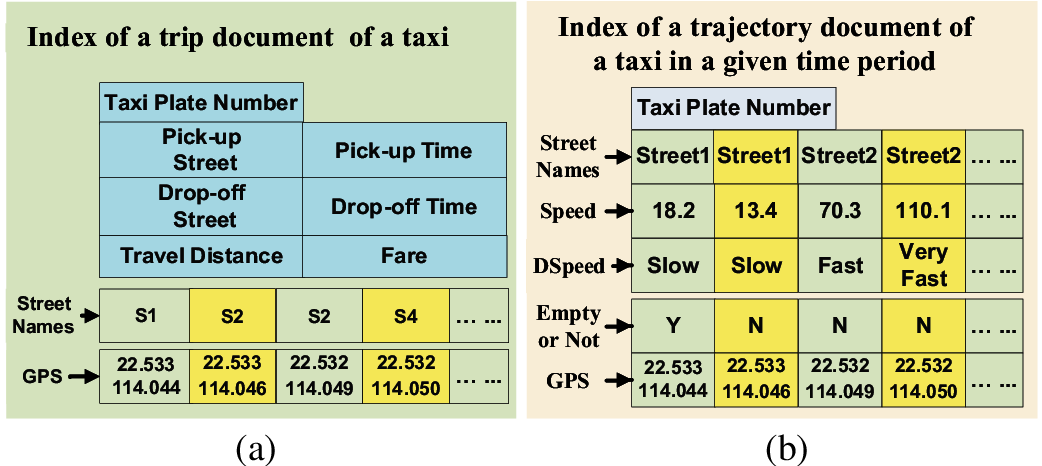 Index of a trip document of a taxi
Taxi Plate Number
Pick-up
Street
Pick-up Time
Drop-off
Street
Drop-off Time
Travel Distance
Fare
Street
Names
S1
S2
S2
S4
... ...
GPS
22.533
114.044
22.533
114.046
22.532
114.049
22.532
114.050
... ...
(a)
Index of a trajectory document of
a taxi in a given time period
Taxi Plate Number
Street
Names
Street1
Street1
Street2
Street2
... ...
Speed
18.2
13.4
70.3
110.1
... ...
DSpeed
Slow
Slow
Fast
Very
Fast
... ...
Empty
or Not
Y
N
N
N
... ...
GPS
22.533
114.044
22.533
114.046
22.532
114.049
22.532
114.050
... ...
(b)